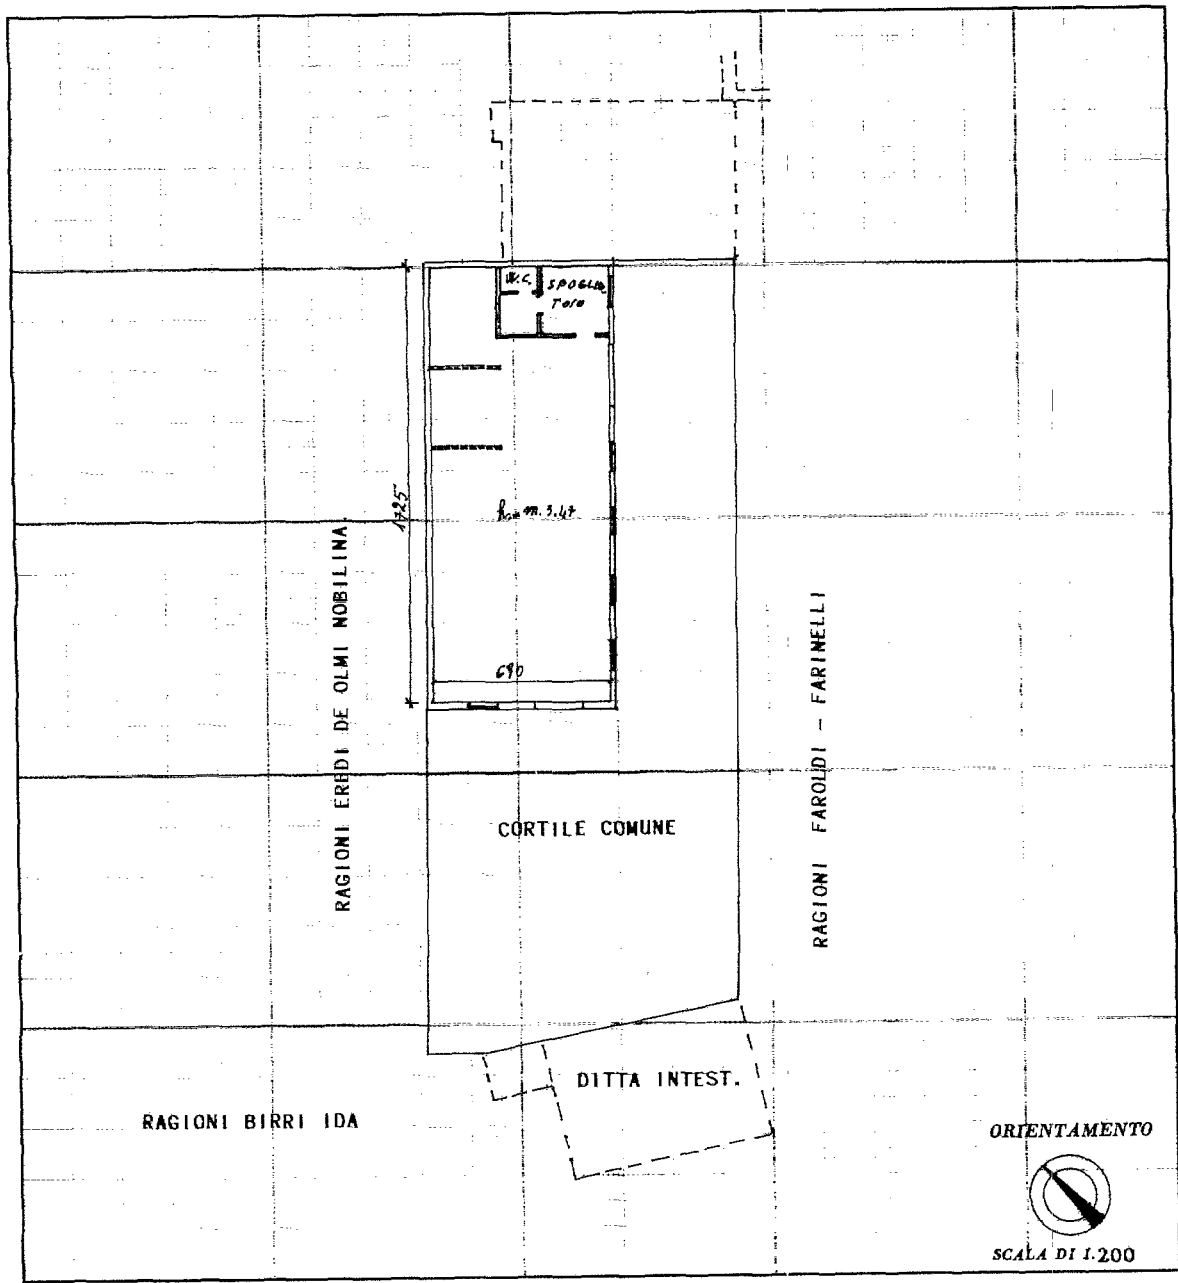 W.C.
SPOGLIA
TOIO
1725
h = m. 3.47
690
RAGIONI EREDI DE OLMI NOBILINA.
RAGIONI FAROLDI - FARINELLI
CORTILE COMUNE
DITTA INTEST.
RAGIONI BIRRI IDA
ORIENTAMENTO
SCALA DI 1.200